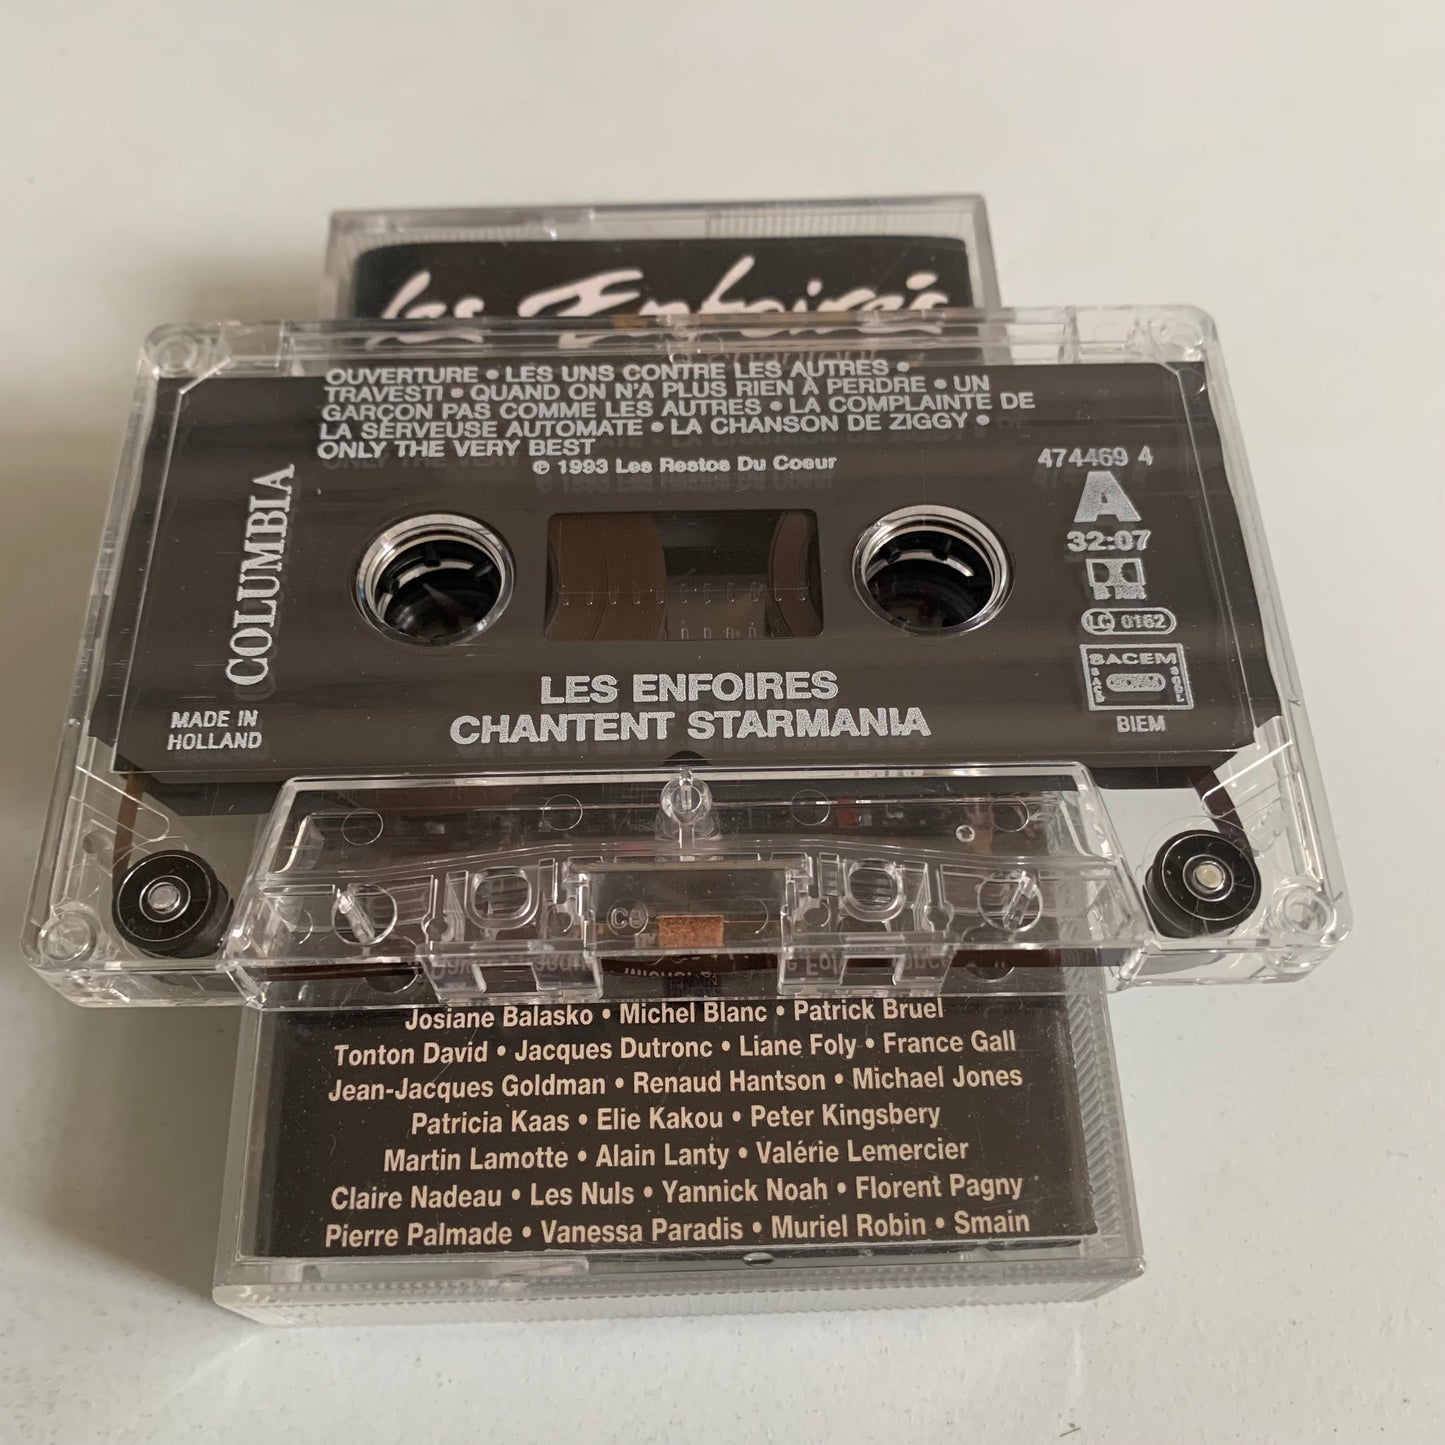 Les Enfoirés
OUVERTURE • LES UNS CONTRE LES AUTRES •
TRAVESTI • QUAND ON N'A PLUS RIEN À PERDRE • UN
GARÇON PAS COMME LES AUTRES • LA COMPLAINTE DE
LA SERVEUSE AUTOMATE • LA CHANSON DE ZIGGY •
ONLY THE VERY BEST
℗ 1993 Les Restos Du Coeur
474469 4
A
32:07
LC 0162
SACEM
BIEM
COLUMBIA
MADE IN
HOLLAND
LES ENFOIRES
CHANTENT STARMANIA
Josiane Balasko • Michel Blanc • Patrick Bruel
Tonton David • Jacques Dutronc • Liane Foly • France Gall
Jean-Jacques Goldman • Renaud Hantson • Michael Jones
Patricia Kaas • Elie Kakou • Peter Kingsbery
Martin Lamotte • Alain Lanty • Valérie Lemercier
Claire Nadeau • Les Nuls • Yannick Noah • Florent Pagny
Pierre Palmade • Vanessa Paradis • Muriel Robin • Smain